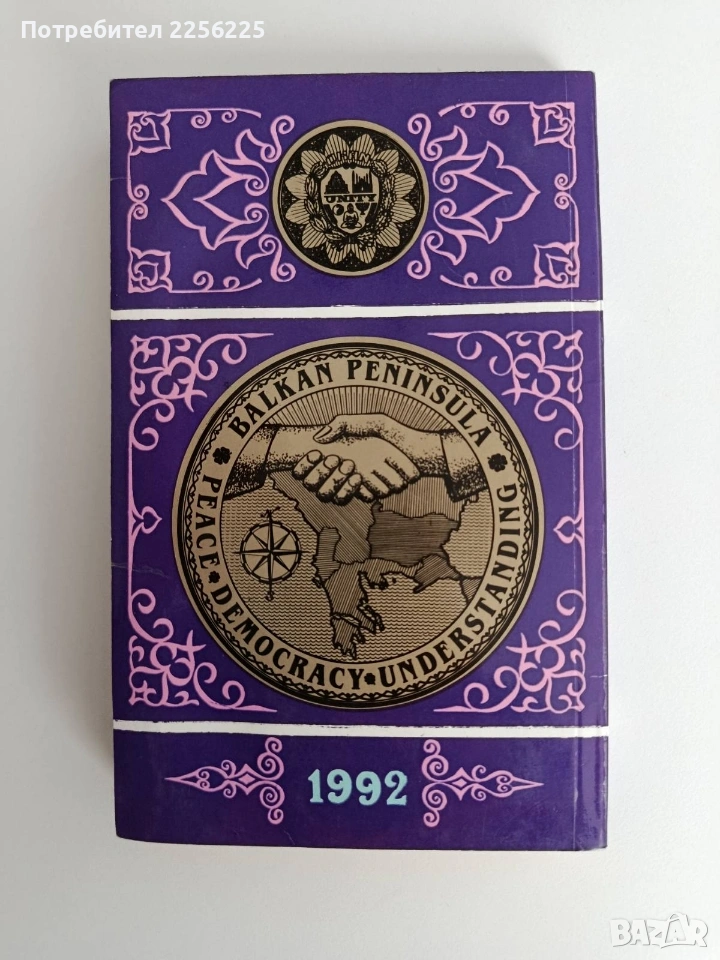 Потребител 2256225
UNITY
BALKAN PENINSULA
PEACE • DEMOCRACY • UNDERSTANDING
1992
BAZAR